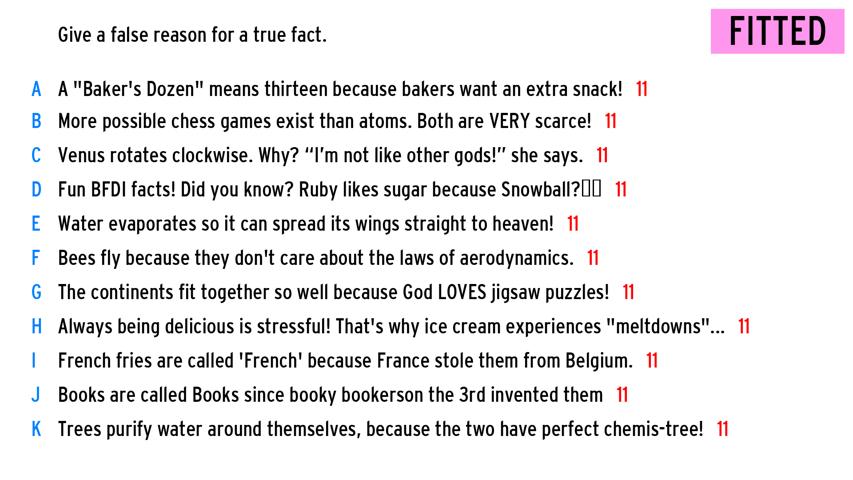 Give a false reason for a true fact.
FITTED
A A "Baker's Dozen" means thirteen because bakers want an extra snack! 11
B More possible chess games exist than atoms. Both are VERY scarce! 11
C Venus rotates clockwise. Why? “I’m not like other gods!” she says. 11
D Fun BFDI facts! Did you know? Ruby likes sugar because Snowball?▯▯ 11
E Water evaporates so it can spread its wings straight to heaven! 11
F Bees fly because they don't care about the laws of aerodynamics. 11
G The continents fit together so well because God LOVES jigsaw puzzles! 11
H Always being delicious is stressful! That's why ice cream experiences "meltdowns"... 11
I French fries are called 'French' because France stole them from Belgium. 11
J Books are called Books since booky bookerson the 3rd invented them 11
K Trees purify water around themselves, because the two have perfect chemis-tree! 11